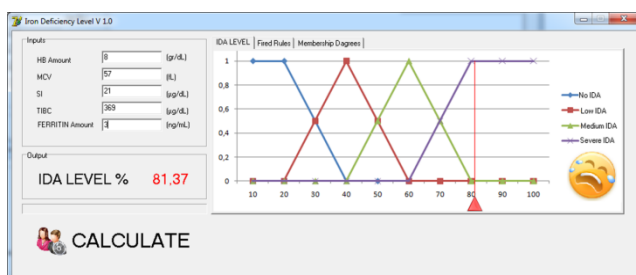 Iron Deficiency Level V 1.0
Inputs
HB Amount 8 (gr/dL)
MCV 57 (fL)
SI 21 (µg/dL)
TIBC 369 (µg/dL)
FERRITIN Amount 3 (ng/mL)
Output
IDA LEVEL % 81,37
CALCULATE
IDA LEVEL Fired Rules Membership Dagrees
1
0,8
0,6
0,4
0,2
0
10 20 30 40 50 60 70 80 90 100
No IDA
Low IDA
Medium IDA
Severe IDA